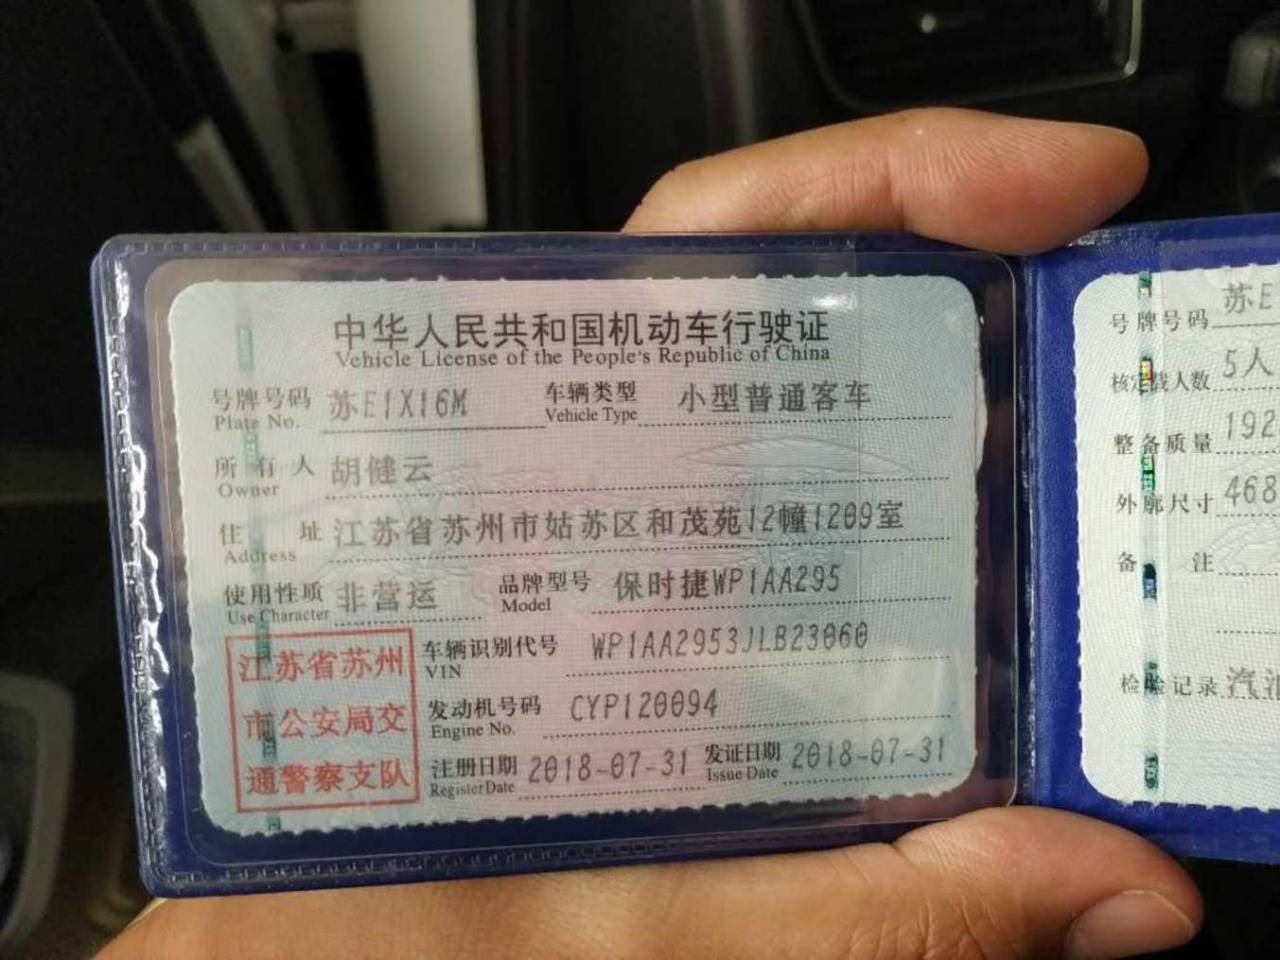 中华人民共和国机动车行驶证
Vehicle License of the People's Republic of China
号牌号码 苏E1X16M 车辆类型 小型普通客车
Plate No. Vehicle Type
所有人 胡健云
Owner
住址 江苏省苏州市姑苏区和茂苑12幢1209室
Address
使用性质 非营运 品牌型号 保时捷WP1AA295
Use Character Model
车辆识别代号 WP1AA2953JLB23060
VIN
发动机号码 CYP120094
Engine No.
注册日期 2018-07-31 发证日期 2018-07-31
Register Date Issue Date
江苏省苏州
市公安局交
通警察支队
号牌号码 苏E
核定载人数 5人
整备质量 192
外廓尺寸 468
备注
检验记录 汽油